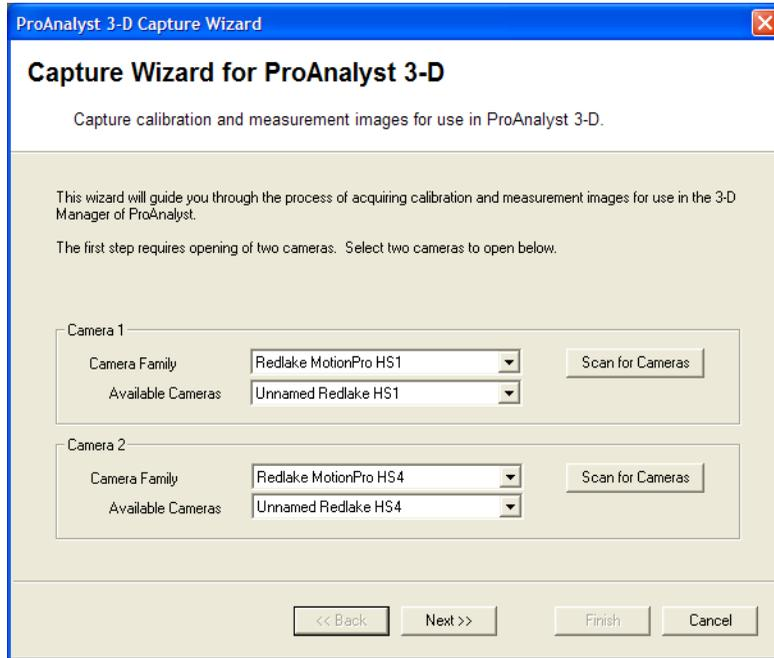 ProAnalyst 3-D Capture Wizard
Capture Wizard for ProAnalyst 3-D
Capture calibration and measurement images for use in ProAnalyst 3-D.
This wizard will guide you through the process of acquiring calibration and measurement images for use in the 3-D
Manager of ProAnalyst.
The first step requires opening of two cameras. Select two cameras to open below.
Camera 1
Camera Family
Redlake MotionPro HS1
Scan for Cameras
Available Cameras
Unnamed Redlake HS1
Camera 2
Camera Family
Redlake MotionPro HS4
Scan for Cameras
Available Cameras
Unnamed Redlake HS4
<< Back
Next >>
Finish
Cancel